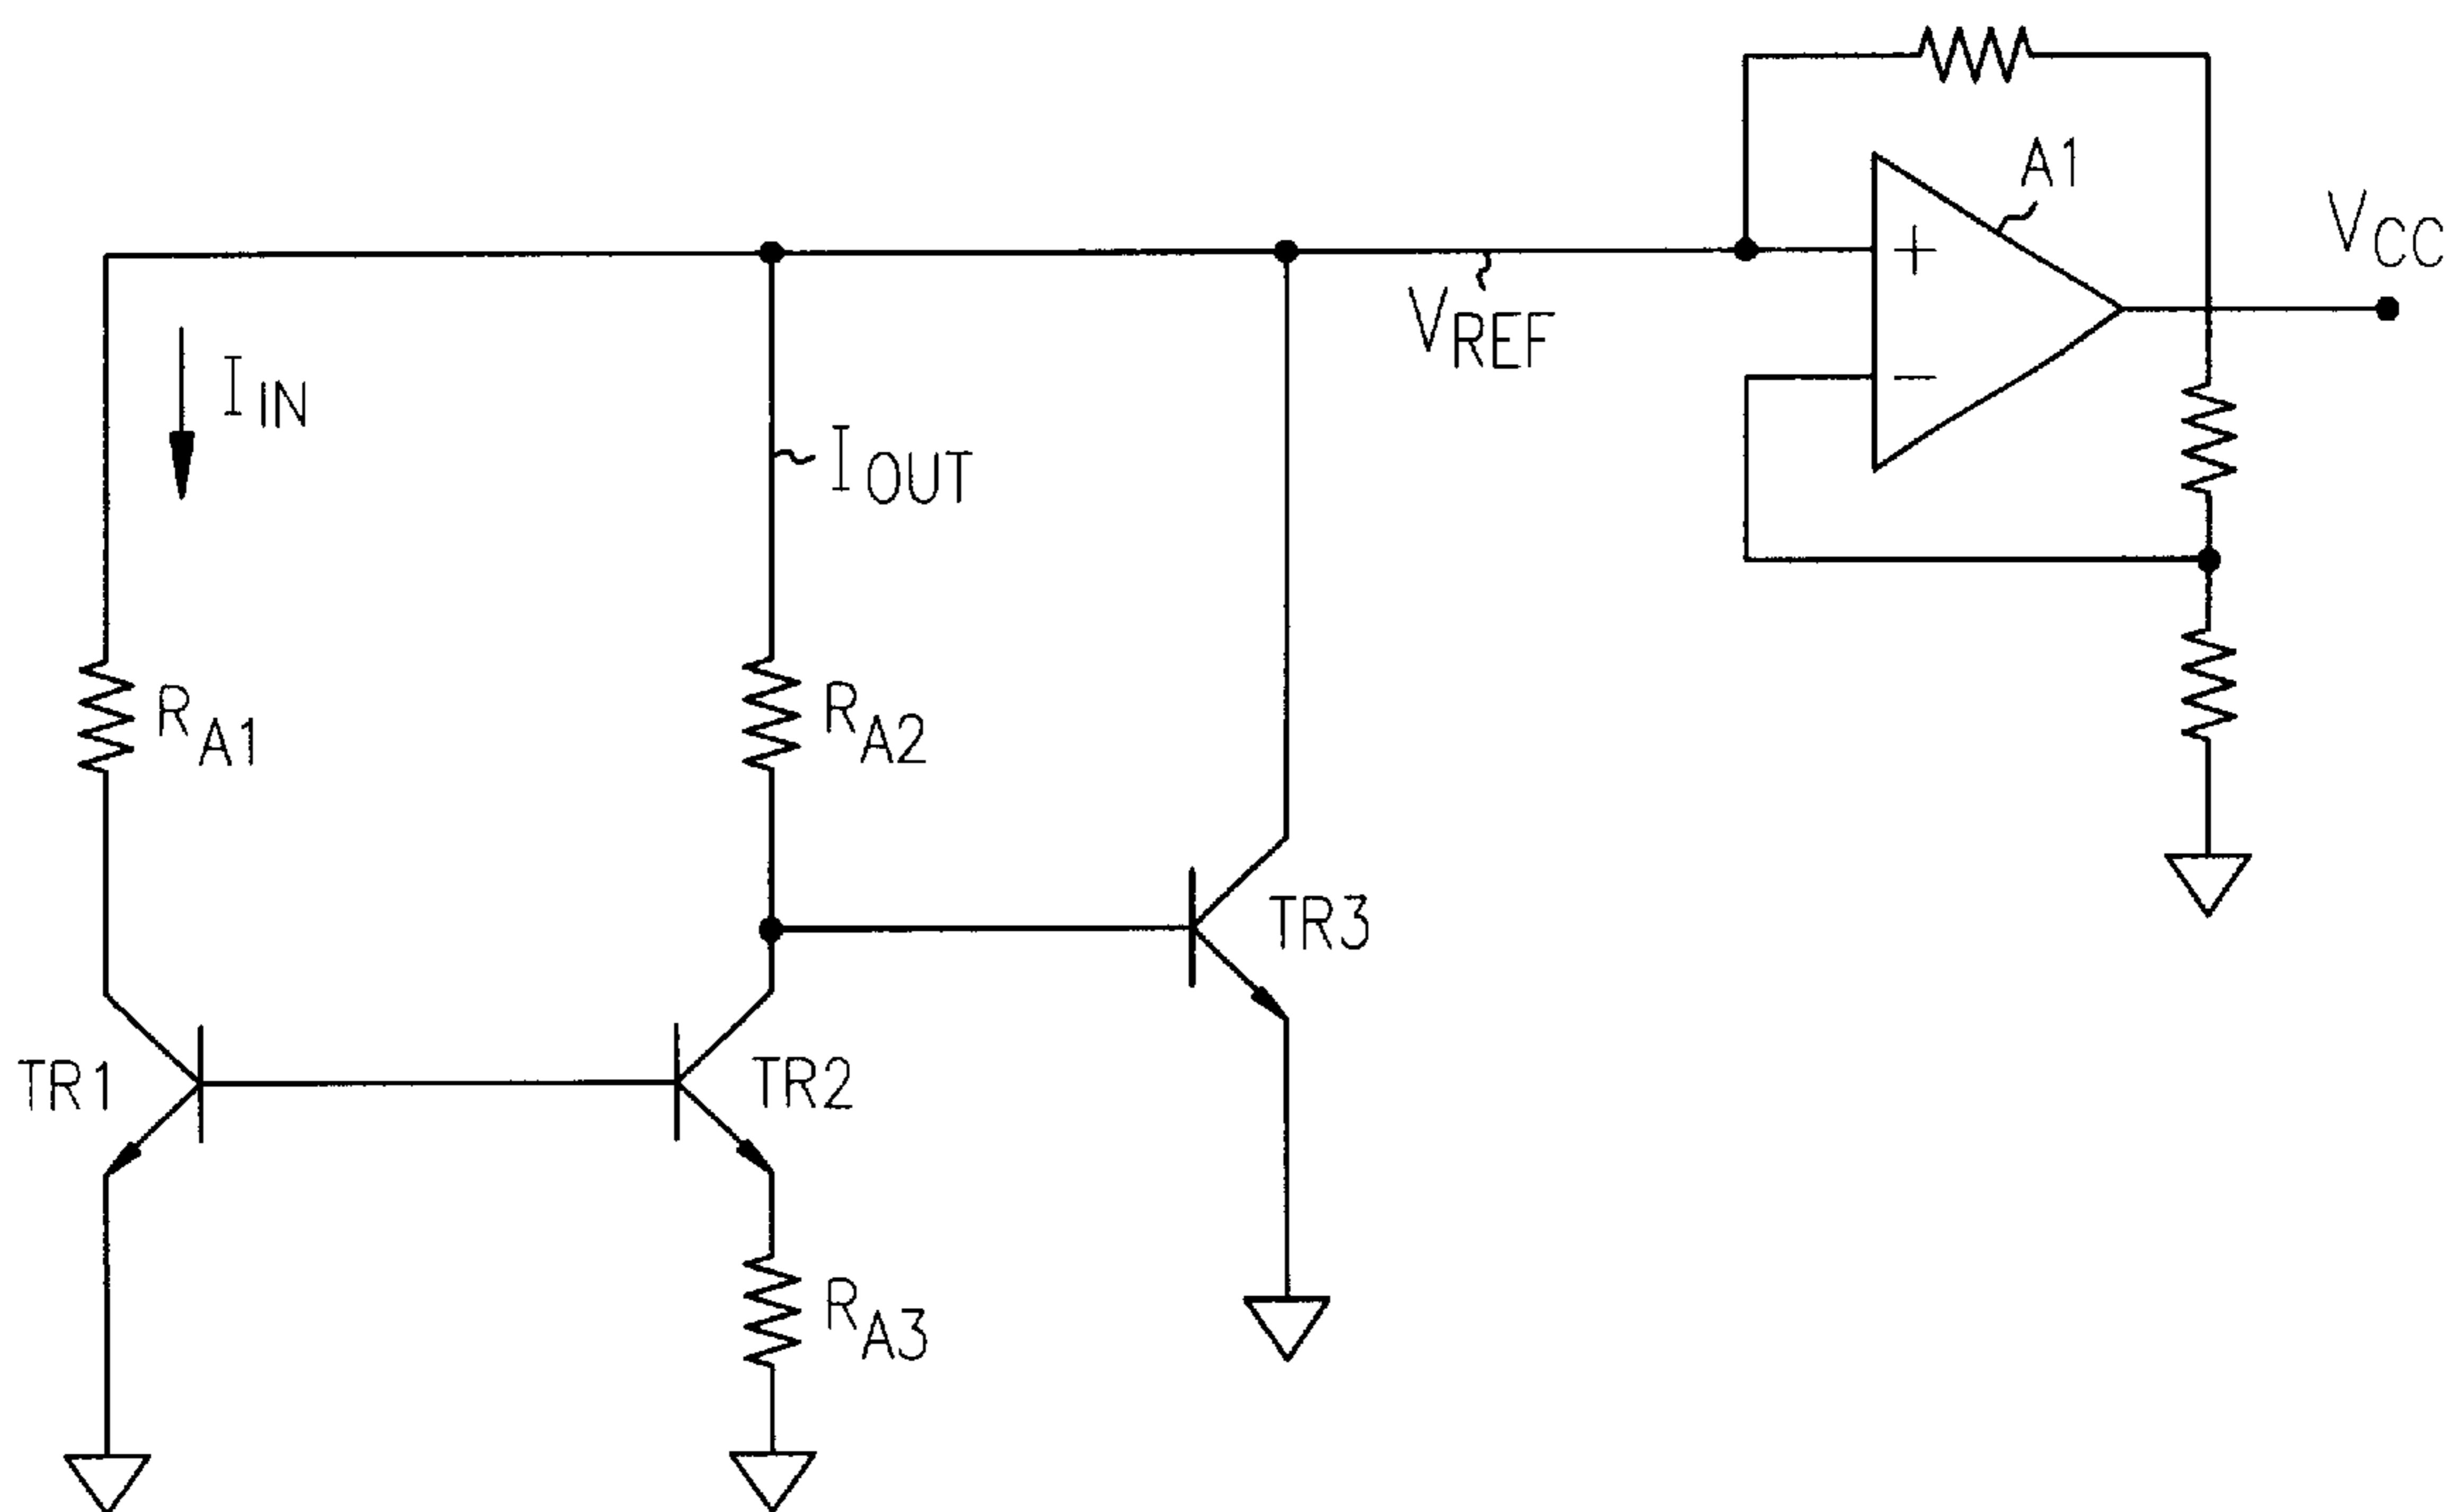 A1
V_CC
I_IN
V_REF
I_OUT
R_A1
R_A2
TR3
TR1
TR2
R_A3
+
−